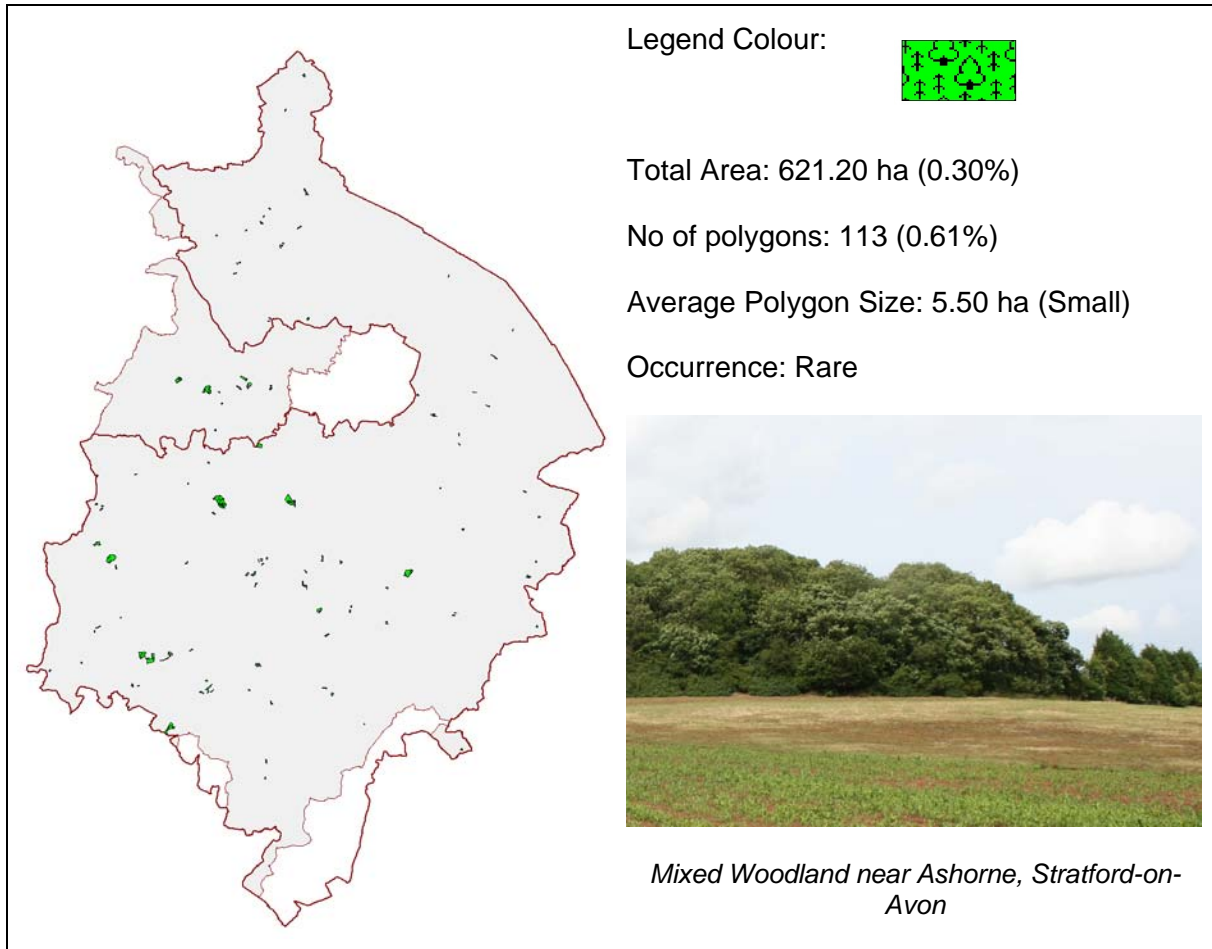 Legend Colour:
Total Area: 621.20 ha (0.30%)
No of polygons: 113 (0.61%)
Average Polygon Size: 5.50 ha (Small)
Occurrence: Rare
Mixed Woodland near Ashorne, Stratford-on-
Avon